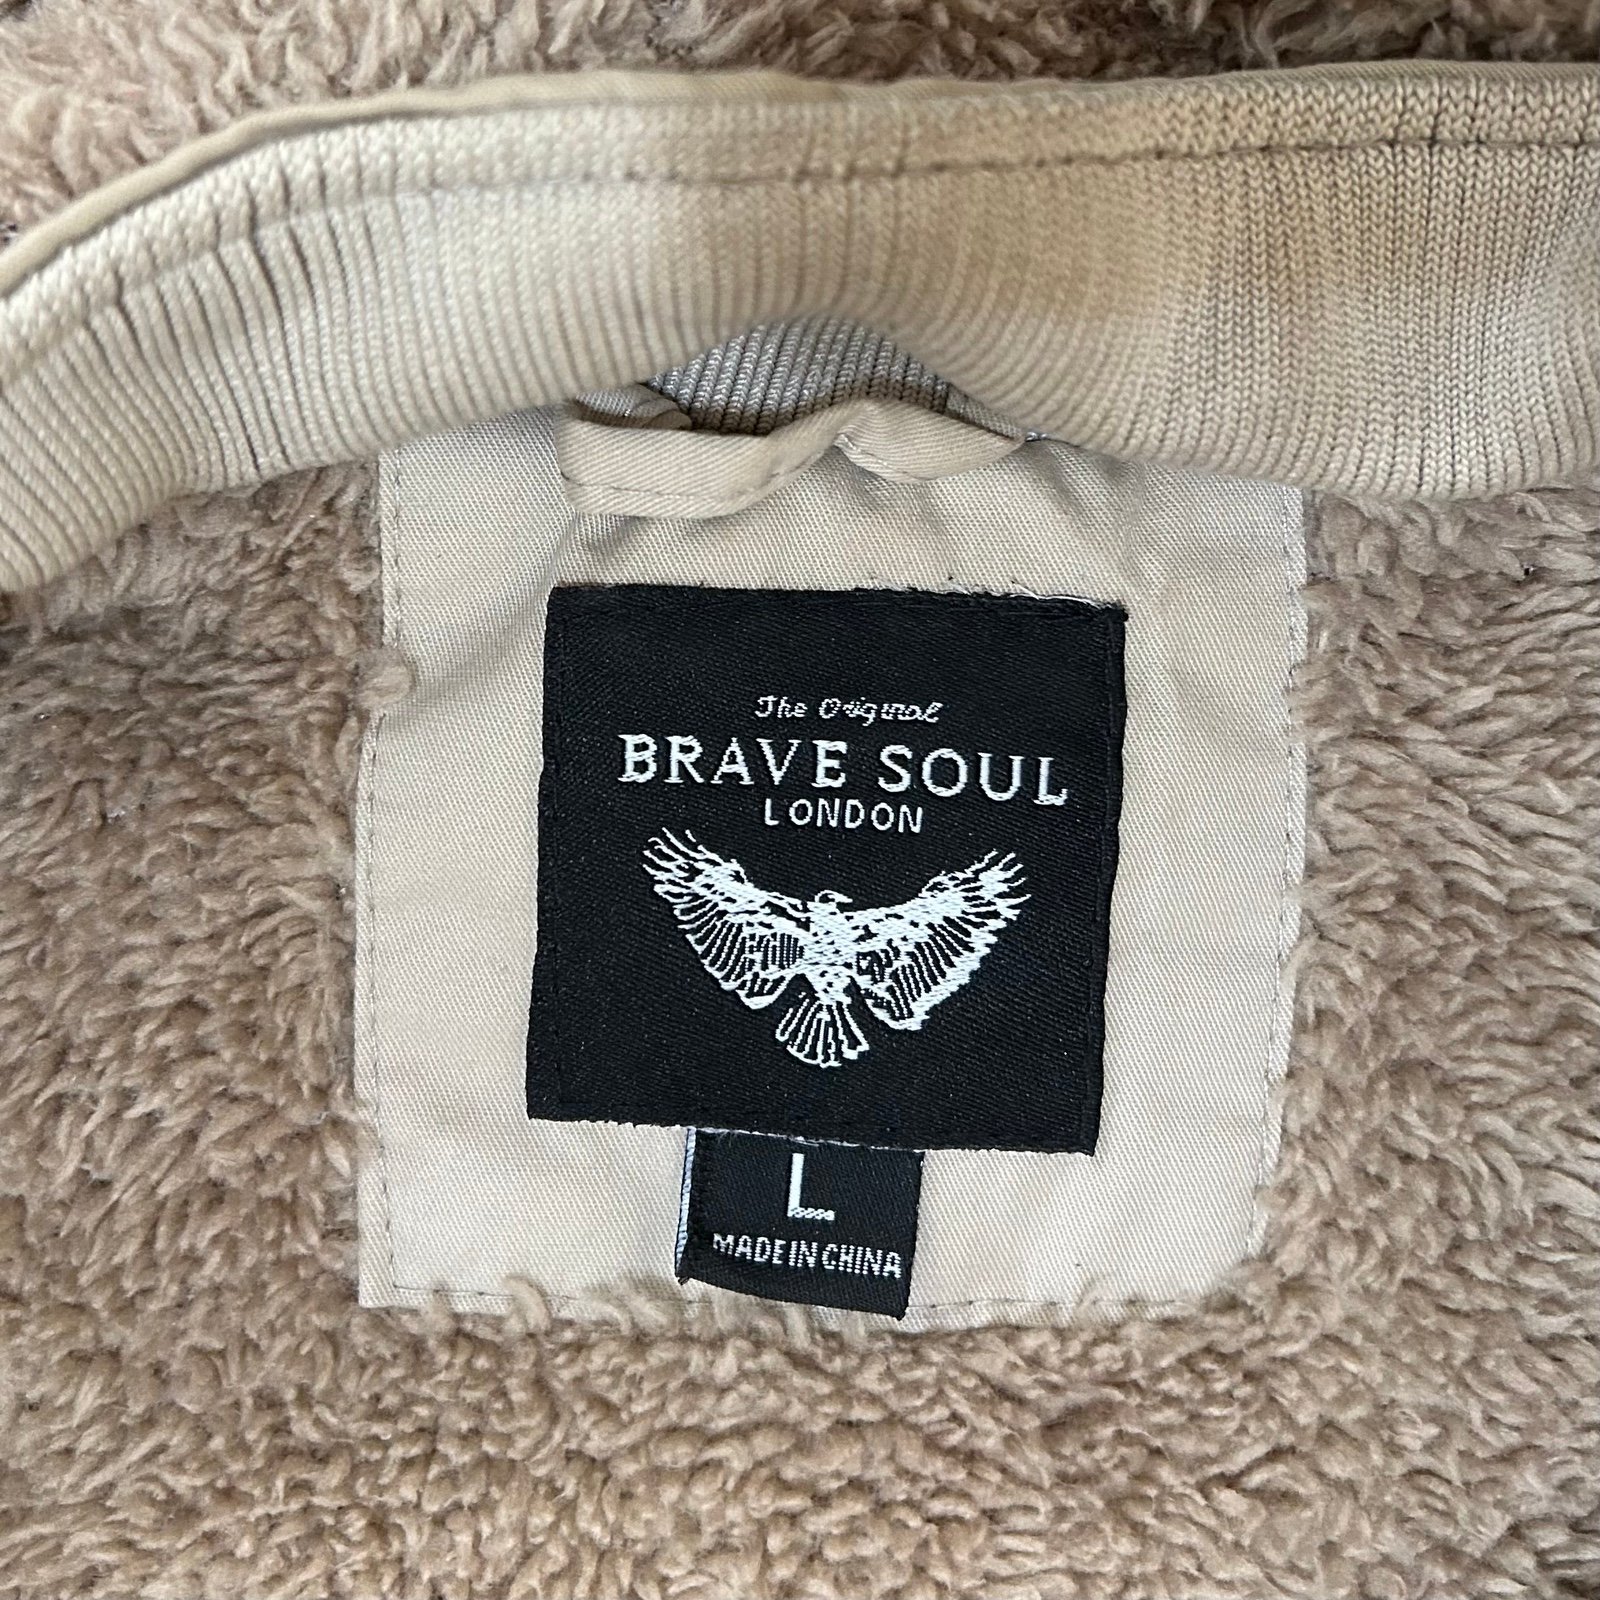 The Original
BRAVE SOUL
LONDON
L
MADE IN CHINA